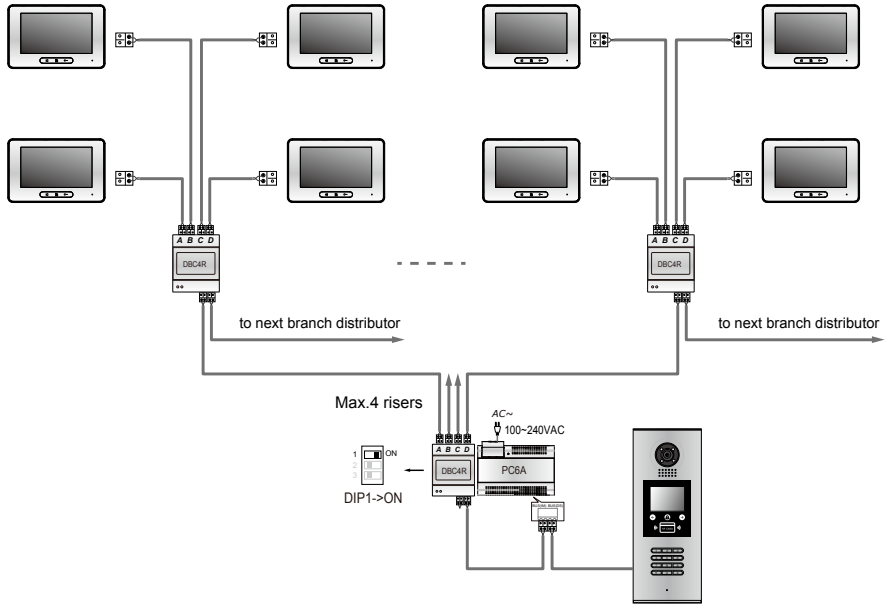 A B C D
DBC4R
A B C D
DBC4R
to next branch distributor
to next branch distributor
Max.4 risers
AC~
100~240VAC
A B C D
DBC4R
PC6A
1 ON
2
3
DIP1->ON